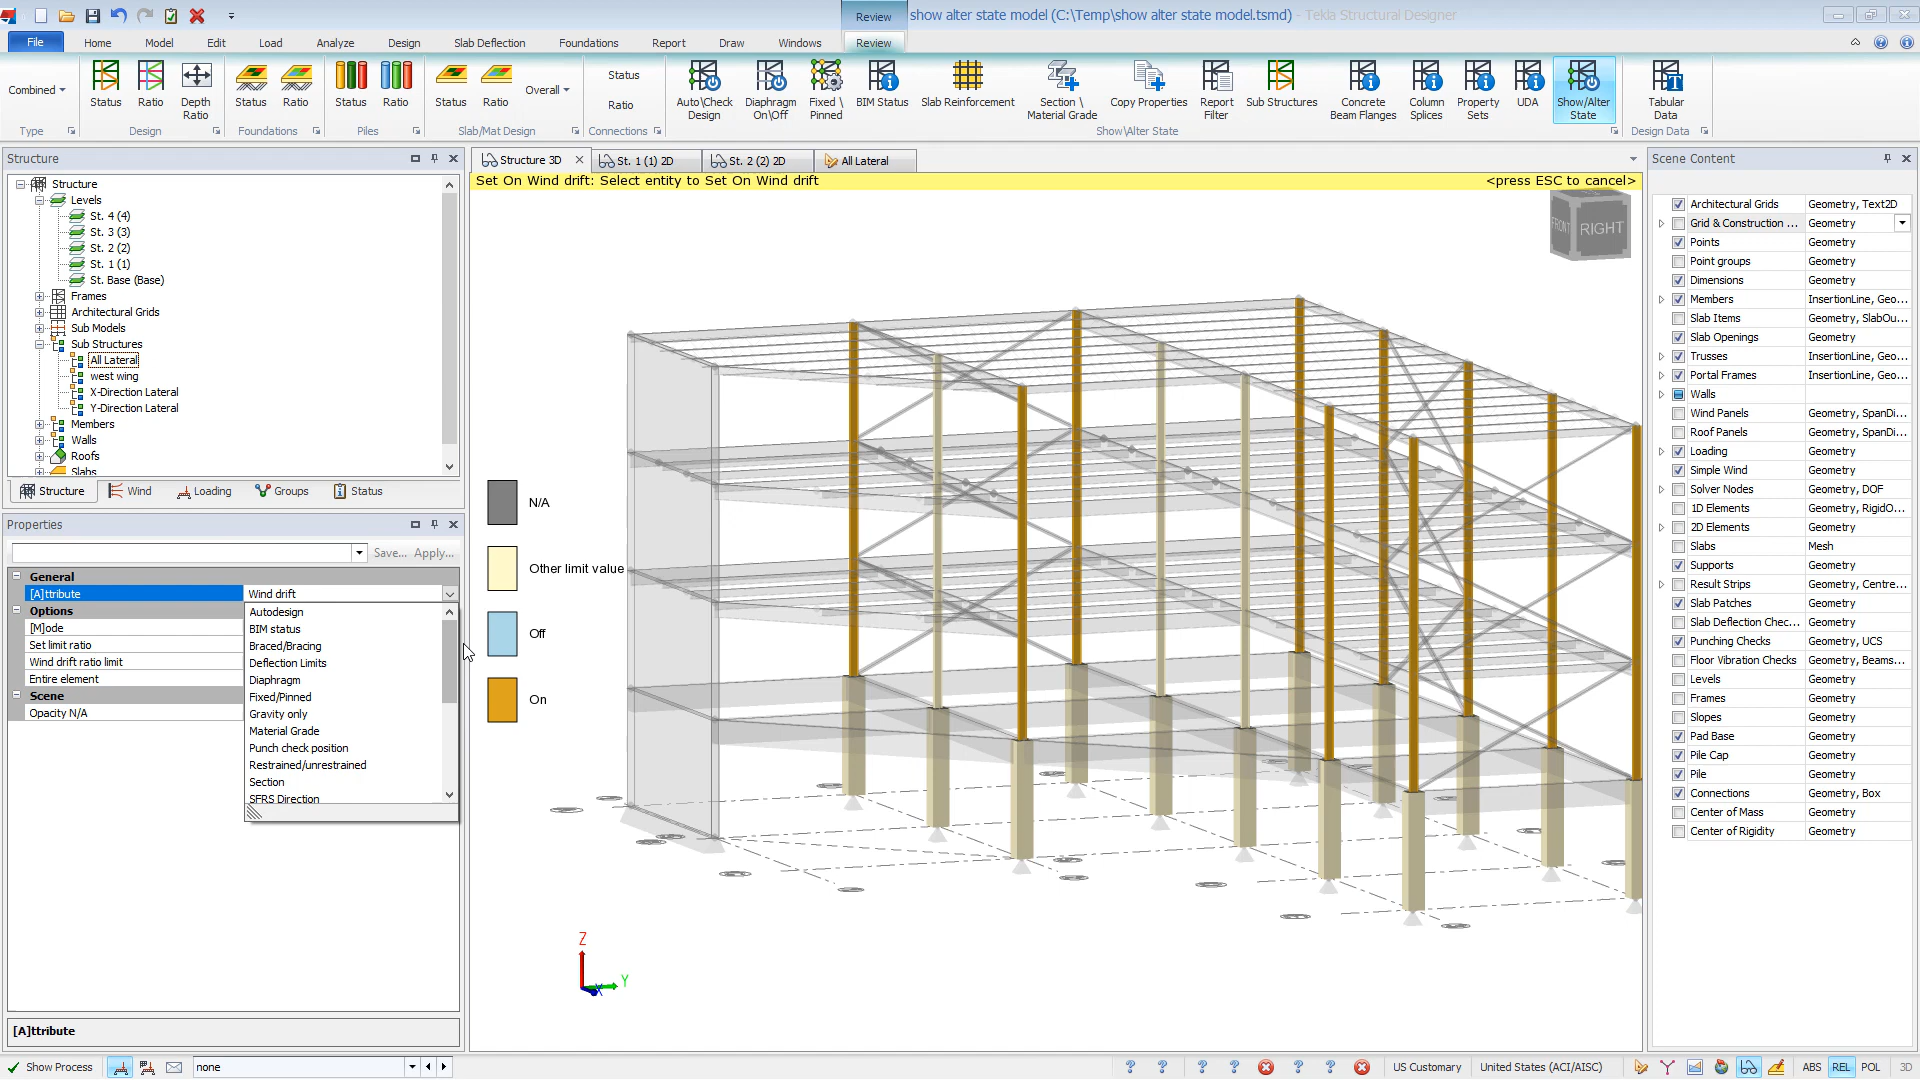 Review
show alter state model (C:\Temp\show alter state model.tsmd) - Tekla Structural Designer
File
Home
Model
Edit
Load
Analyze
Design
Slab Deflection
Foundations
Report
Draw
Windows
Review
Combined
Type
Status
Ratio
Depth
Ratio
Design
Status
Ratio
Foundations
Status
Ratio
Piles
Status
Ratio
Overall
Slab/Mat Design
Status
Ratio
Connections
Auto\Check
Design
Diaphragm
On\Off
Fixed \
Pinned
BIM Status
Slab Reinforcement
Section \
Material Grade
Copy Properties
Report
Filter
Sub Structures
Concrete
Beam Flanges
Column
Splices
Property
Sets
UDA
Show/Alter
State
Show\Alter State
Tabular
Data
Design Data
Structure
Structure
Levels
St. 4 (4)
St. 3 (3)
St. 2 (2)
St. 1 (1)
St. Base (Base)
Frames
Architectural Grids
Sub Models
Sub Structures
All Lateral
west wing
X-Direction Lateral
Y-Direction Lateral
Members
Walls
Roofs
Slabs
Structure
Wind
Loading
Groups
Status
Properties
Save...
Apply...
General
[A]ttribute
Wind drift
Options
[M]ode
Set limit ratio
Wind drift ratio limit
Entire element
Scene
Opacity N/A
Autodesign
BIM status
Braced/Bracing
Deflection Limits
Diaphragm
Fixed/Pinned
Gravity only
Material Grade
Punch check position
Restrained/unrestrained
Section
SFRS Direction
[A]ttribute
Structure 3D
St. 1 (1) 2D
St. 2 (2) 2D
All Lateral
Set On Wind drift: Select entity to Set On Wind drift
<press ESC to cancel>
FRONT
RIGHT
N/A
Other limit value
Off
On
Z
Y
X
Scene Content
Architectural Grids Geometry, Text2D
Grid & Construction ... Geometry
Points Geometry
Point groups Geometry
Dimensions Geometry
Members InsertionLine, Geo...
Slab Items Geometry, SlabOu...
Slab Openings Geometry
Trusses InsertionLine, Geo...
Portal Frames InsertionLine, Geo...
Walls
Wind Panels Geometry, SpanDi...
Roof Panels Geometry, SpanDi...
Loading Geometry
Simple Wind Geometry
Solver Nodes Geometry, DOF
1D Elements Geometry, RigidO...
2D Elements Geometry
Slabs Mesh
Supports Geometry
Result Strips Geometry, Centre...
Slab Patches Geometry
Slab Deflection Chec... Geometry
Punching Checks Geometry, UCS
Floor Vibration Checks Geometry, Beams...
Levels Geometry
Frames Geometry
Slopes Geometry
Pad Base Geometry
Pile Cap Geometry
Pile Geometry
Connections Geometry, Box
Center of Mass Geometry
Center of Rigidity Geometry
Show Process
none
US Customary
United States (ACI/AISC)
ABS
REL
POL
3D